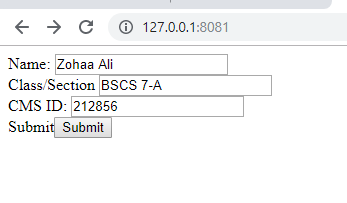 127.0.0.1:8081
Name: Zohaa Ali
Class/Section BSCS 7-A
CMS ID: 212856
Submit Submit